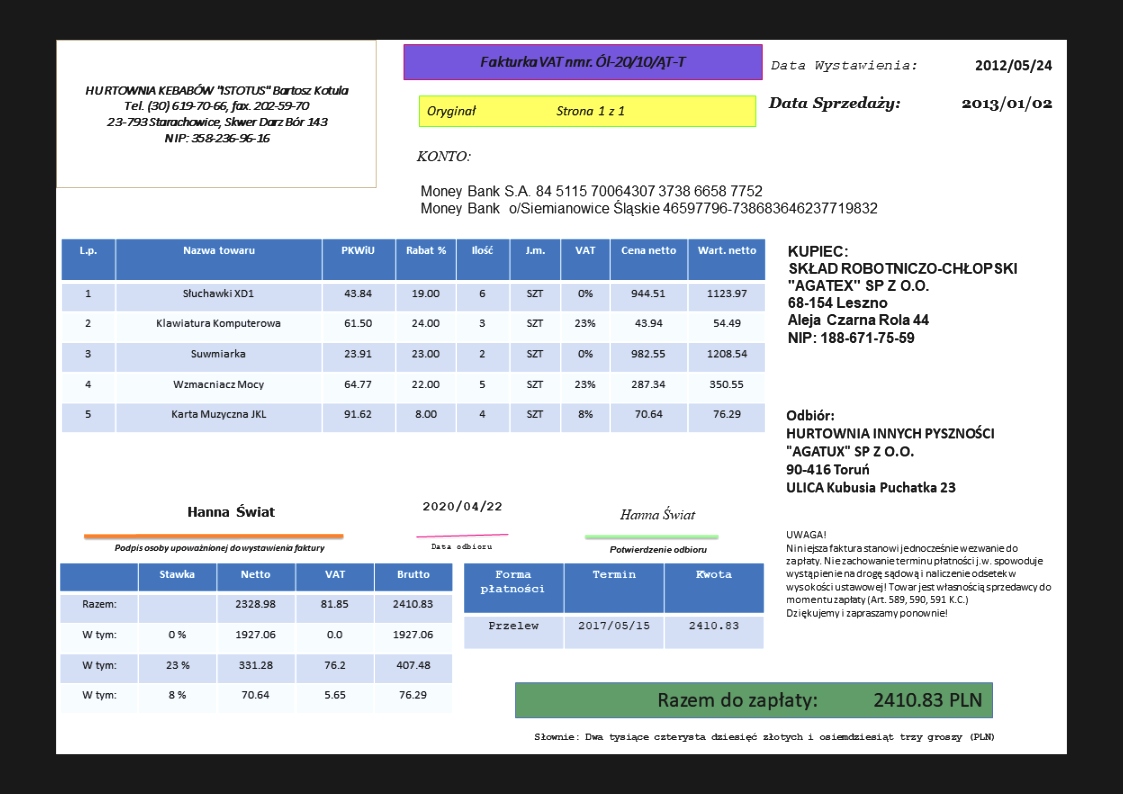 HURTOWNIA KEBABÓW "ISTOTUS" Bartosz Kotula
Tel. (30) 619-70-66, fax. 202-59-70
23-793 Starachowice, Skwer Darz Bór 143
NIP: 358-236-96-16
Fakturka VAT nmr. Ól-20/10/ĄT-T
Oryginał Strona 1 z 1
Data Wystawienia: 2012/05/24
Data Sprzedaży: 2013/01/02
KONTO:
Money Bank S.A. 84 5115 70064307 3738 6658 7752
Money Bank o/Siemianowice Śląskie 46597796-738683646237719832
L.p. Nazwa towaru PKWiU Rabat % Ilość J.m. VAT Cena netto Wart. netto
1 Słuchawki XD1 43.84 19.00 6 SZT 0% 944.51 1123.97
2 Klawiatura Komputerowa 61.50 24.00 3 SZT 23% 43.94 54.49
3 Suwmiarka 23.91 23.00 2 SZT 0% 982.55 1208.54
4 Wzmacniacz Mocy 64.77 22.00 5 SZT 23% 287.34 350.55
5 Karta Muzyczna JKL 91.62 8.00 4 SZT 8% 70.64 76.29
KUPIEC:
SKŁAD ROBOTNICZO-CHŁOPSKI
"AGATEX" SP Z O.O.
68-154 Leszno
Aleja Czarna Rola 44
NIP: 188-671-75-59
Odbiór:
HURTOWNIA INNYCH PYSZNOŚCI
"AGATUX" SP Z O.O.
90-416 Toruń
ULICA Kubusia Puchatka 23
Hanna Świat
Podpis osoby upoważnionej do wystawienia faktury
2020/04/22
Data odbioru
Hanna Świat
Potwierdzenie odbioru
UWAGA!
Niniejsza faktura stanowi jednocześnie wezwanie do
zapłaty. Nie zachowanie terminu płatności j.w. spowoduje
wystąpienie na drogę sądową i naliczenie odsetek w
wysokości ustawowej! Towar jest własnością sprzedawcy do
momentu zapłaty (Art. 589, 590, 591 K.C.)
Dziękujemy i zapraszamy ponownie!
Stawka Netto VAT Brutto
Razem: 2328.98 81.85 2410.83
W tym: 0 % 1927.06 0.0 1927.06
W tym: 23 % 331.28 76.2 407.48
W tym: 8 % 70.64 5.65 76.29
Forma płatności Termin Kwota
Przelew 2017/05/15 2410.83
Razem do zapłaty: 2410.83 PLN
Słownie: Dwa tysiące czterysta dziesięć złotych i osiemdziesiąt trzy groszy (PLN)